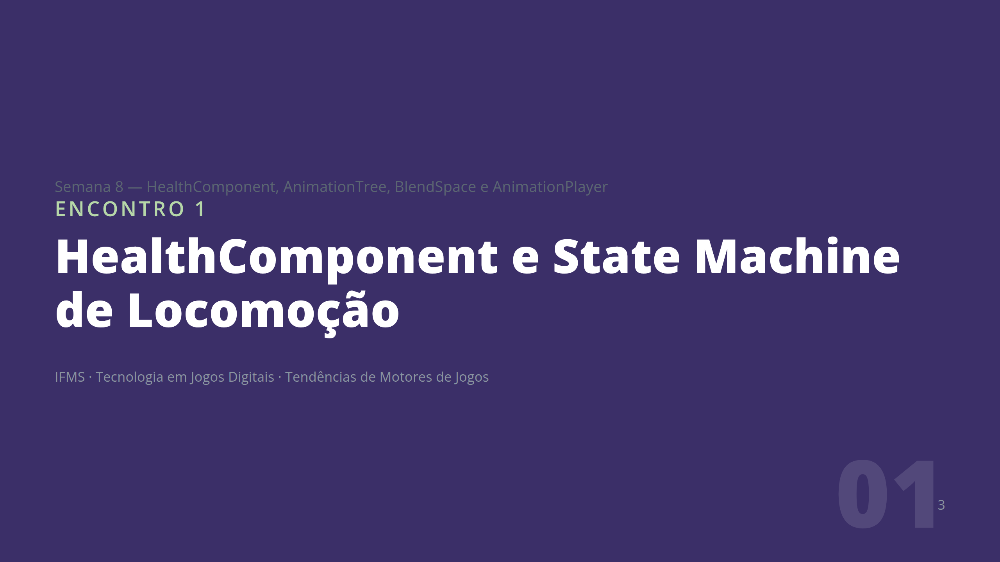 Semana 8 — HealthComponent, AnimationTree, BlendSpace e AnimationPlayer
ENCONTRO 1
HealthComponent e State Machine
de Locomoção
IFMS · Tecnologia em Jogos Digitais · Tendências de Motores de Jogos
01
3